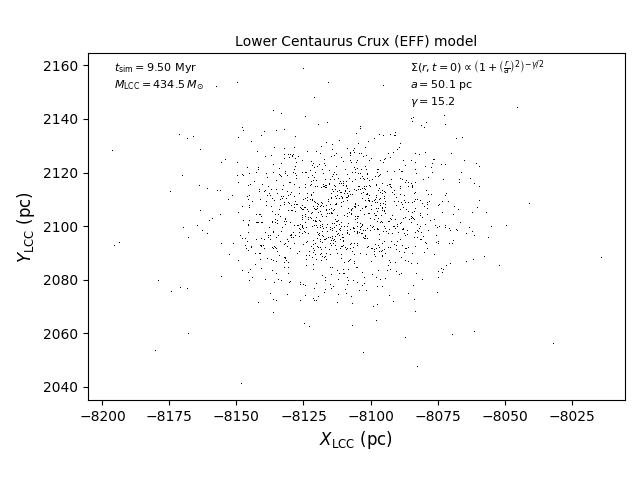 Lower Centaurus Crux (EFF) model
t_sim = 9.50 Myr
M_LCC = 434.5 M_⊙
Σ(r, t = 0) ∝ (1 + (r/a)^2)^−γ/2
a = 50.1 pc
γ = 15.2
Y_LCC (pc)
2160
2140
2120
2100
2080
2060
2040
−8200 −8175 −8150 −8125 −8100 −8075 −8050 −8025
X_LCC (pc)